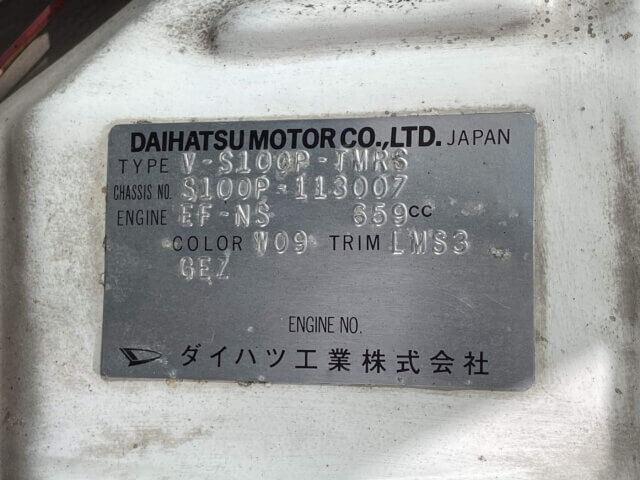 DAIHATSU MOTOR CO.,LTD. JAPAN
TYPE V-S100P-TMRS
CHASSIS NO. S100P-113007
ENGINE EF-NS 659cc
COLOR W09 TRIM LMS3
GEZ
ENGINE NO.
ダイハツ工業株式会社